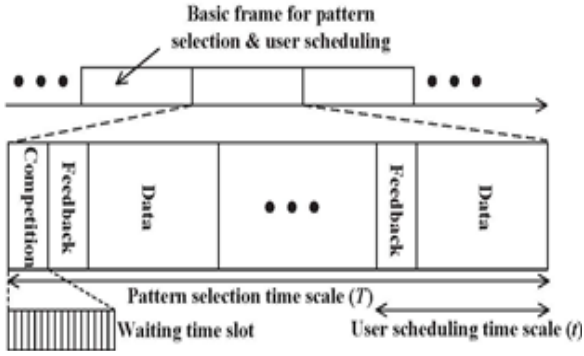 Basic frame for pattern
selection & user scheduling
Competition
Feedback
Data
Feedback
Data
Pattern selection time scale (T)
Waiting time slot
User scheduling time scale (t)